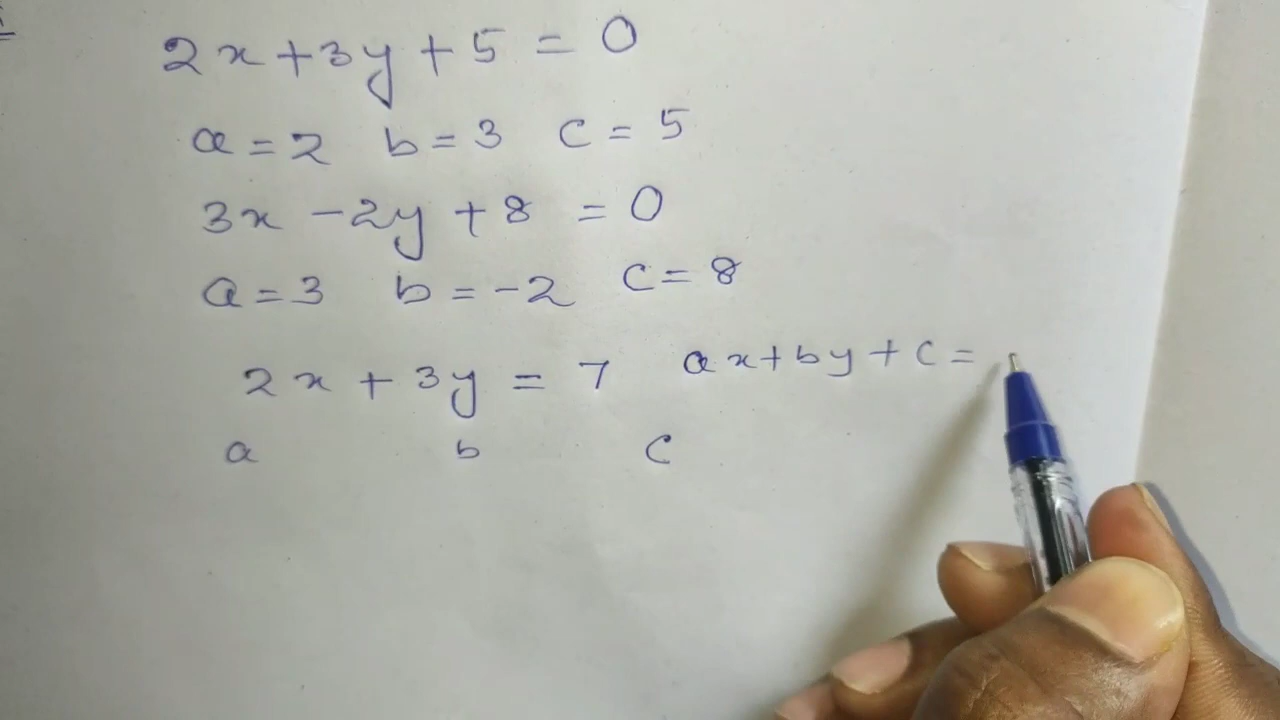 2x+3y+5 = 0
a=2 b=3 c=5
3x -2y +8 = 0
a=3 b=-2 c=8
2x + 3y = 7 ax+by+c=
a b c